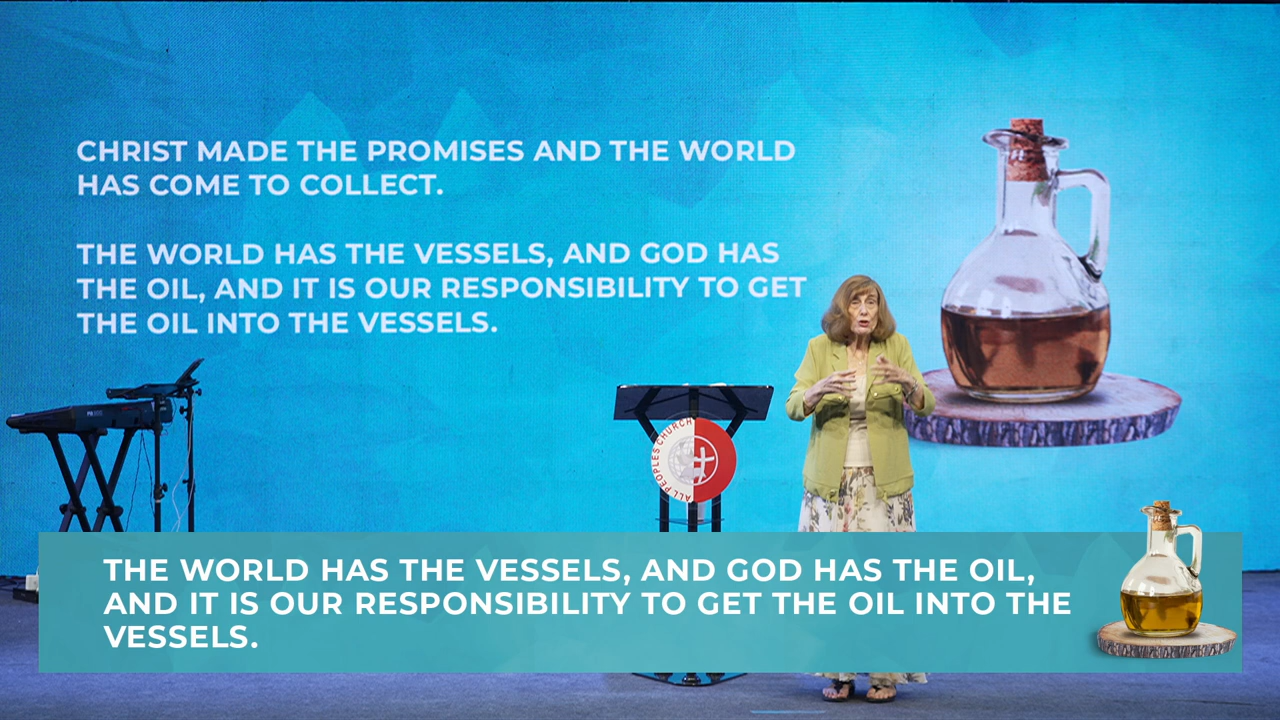 CHRIST MADE THE PROMISES AND THE WORLD
HAS COME TO COLLECT.
THE WORLD HAS THE VESSELS, AND GOD HAS
THE OIL, AND IT IS OUR RESPONSIBILITY TO GET
THE OIL INTO THE VESSELS.
ALL PEOPLES CHURCH
THE WORLD HAS THE VESSELS, AND GOD HAS THE OIL,
AND IT IS OUR RESPONSIBILITY TO GET THE OIL INTO THE
VESSELS.